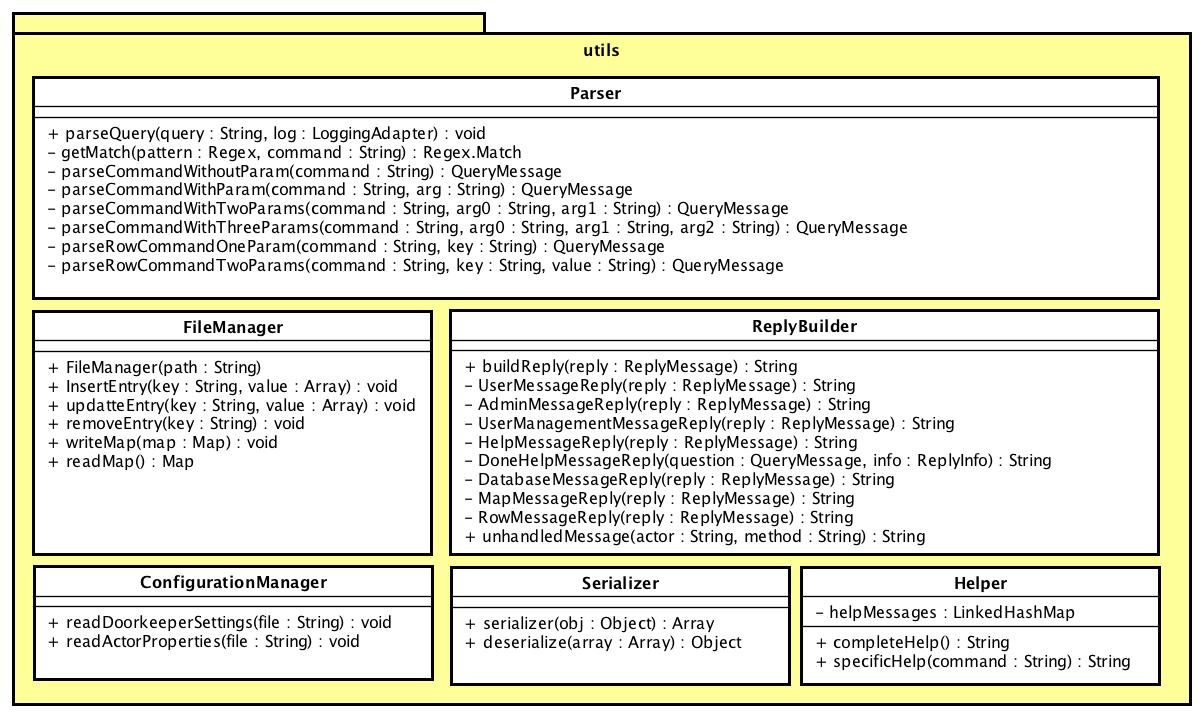 utils
Parser
+ parseQuery(query : String, log : LoggingAdapter) : void
– getMatch(pattern : Regex, command : String) : Regex.Match
– parseCommandWithoutParam(command : String) : QueryMessage
– parseCommandWithParam(command : String, arg : String) : QueryMessage
– parseCommandWithTwoParams(command : String, arg0 : String, arg1 : String) : QueryMessage
– parseCommandWithThreeParams(command : String, arg0 : String, arg1 : String, arg2 : String) : QueryMessage
– parseRowCommandOneParam(command : String, key : String) : QueryMessage
– parseRowCommandTwoParams(command : String, key : String, value : String) : QueryMessage
FileManager
+ FileManager(path : String)
+ InsertEntry(key : String, value : Array) : void
+ updatteEntry(key : String, value : Array) : void
+ removeEntry(key : String) : void
+ writeMap(map : Map) : void
+ readMap() : Map
ReplyBuilder
+ buildReply(reply : ReplyMessage) : String
– UserMessageReply(reply : ReplyMessage) : String
– AdminMessageReply(reply : ReplyMessage) : String
– UserManagementMessageReply(reply : ReplyMessage) : String
– HelpMessageReply(reply : ReplyMessage) : String
– DoneHelpMessageReply(question : QueryMessage, info : ReplyInfo) : String
– DatabaseMessageReply(reply : ReplyMessage) : String
– MapMessageReply(reply : ReplyMessage) : String
– RowMessageReply(reply : ReplyMessage) : String
+ unhandledMessage(actor : String, method : String) : String
ConfigurationManager
+ readDoorkeeperSettings(file : String) : void
+ readActorProperties(file : String) : void
Serializer
+ serializer(obj : Object) : Array
+ deserialize(array : Array) : Object
Helper
– helpMessages : LinkedHashMap
+ completeHelp() : String
+ specificHelp(command : String) : String